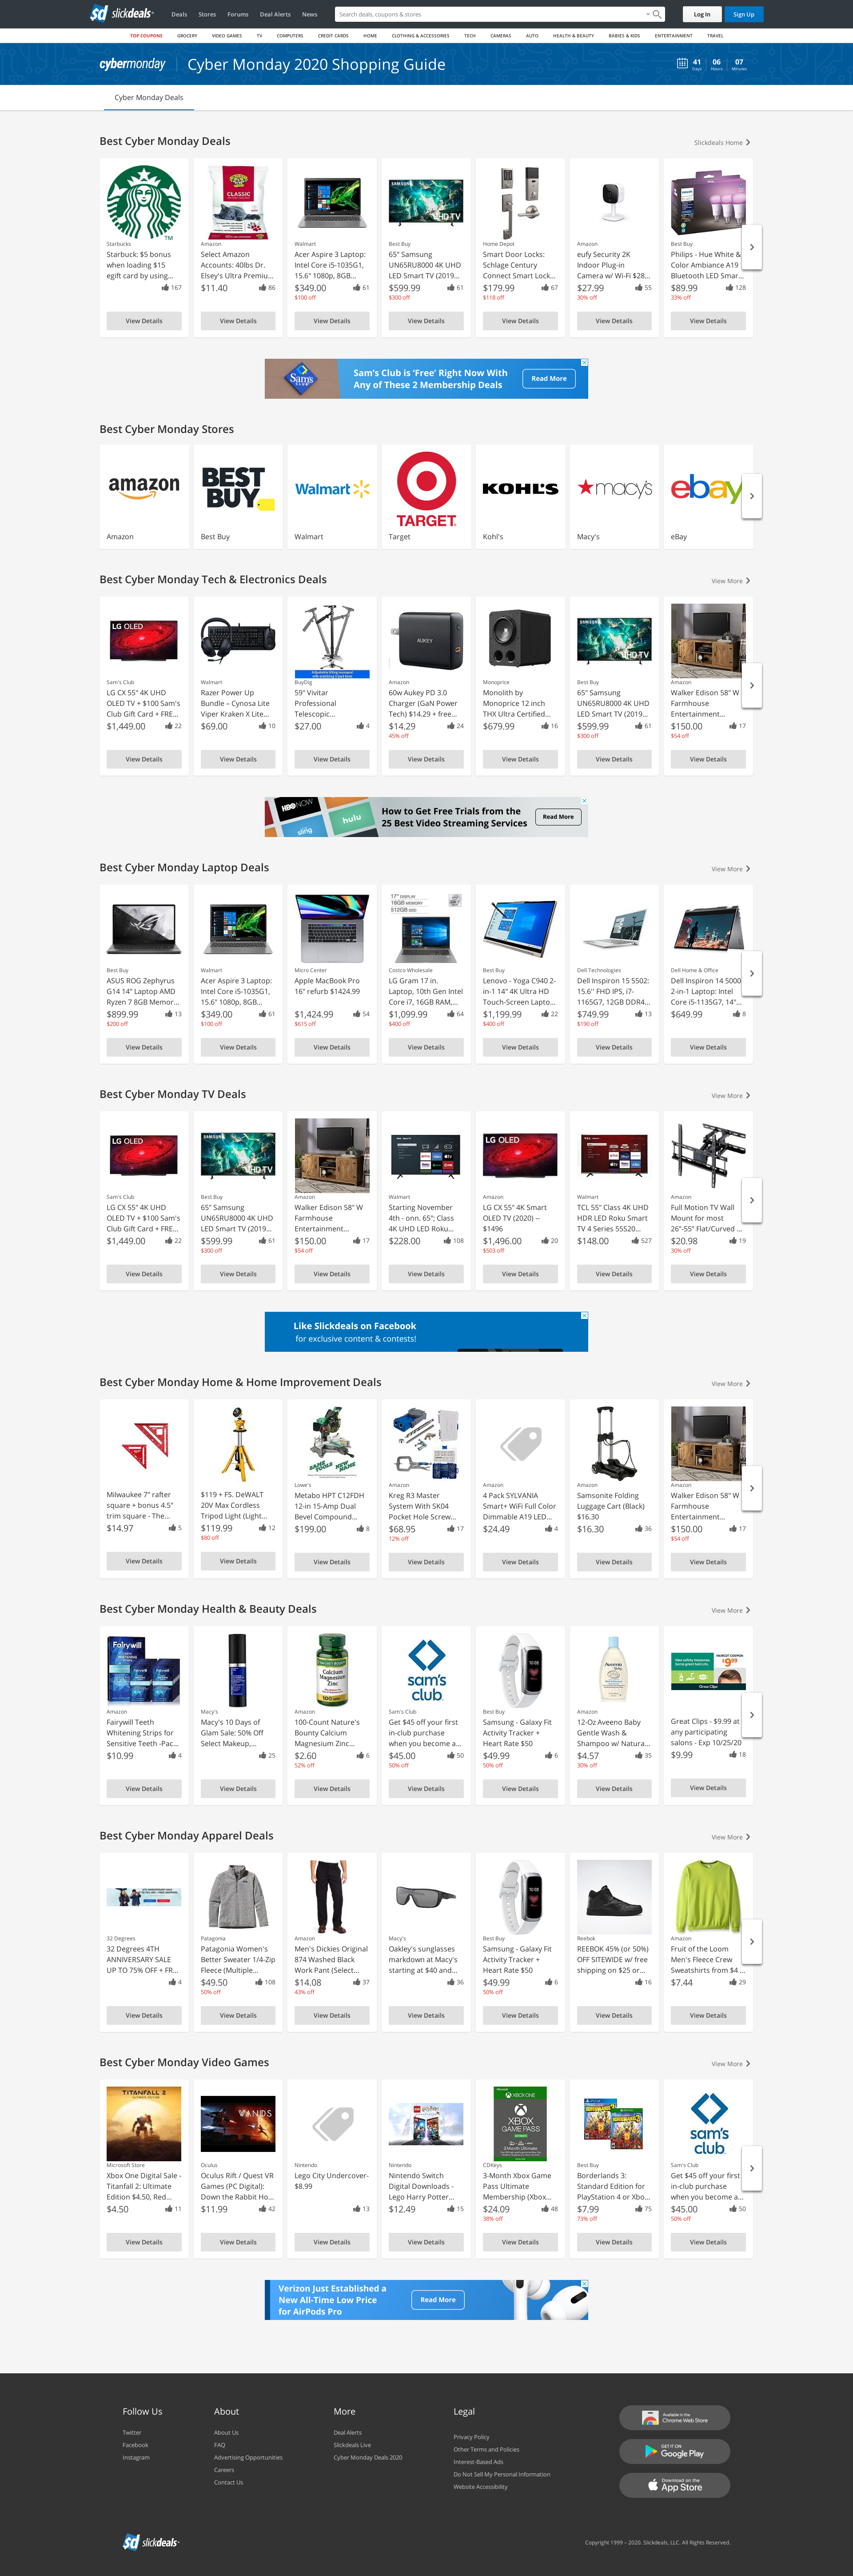 sd slickdeals
Deals Stores Forums Deal Alerts News
Search deals, coupons & stores
Log In Sign Up
TOP COUPONS GROCERY VIDEO GAMES TV COMPUTERS CREDIT CARDS HOME CLOTHING & ACCESSORIES TECH CAMERAS AUTO HEALTH & BEAUTY BABIES & KIDS ENTERTAINMENT TRAVEL
cybermonday Cyber Monday 2020 Shopping Guide
41 06 07
Days Hours Minutes
Cyber Monday Deals
Best Cyber Monday Deals
Slickdeals Home
Starbucks
Starbuck: $5 bonus
when loading $15
egift card by using...
167
View Details
Amazon
Select Amazon
Accounts: 40lbs Dr.
Elsey's Ultra Premiu...
$11.40 86
View Details
Walmart
Acer Aspire 3 Laptop:
Intel Core i5-1035G1,
15.6" 1080p, 8GB...
$349.00 61
$100 off
View Details
Best Buy
65" Samsung
UN65RU8000 4K UHD
LED Smart TV (2019...
$599.99 61
$300 off
View Details
Home Depot
Smart Door Locks:
Schlage Century
Connect Smart Lock...
$179.99 67
$118 off
View Details
Amazon
eufy Security 2K
Indoor Plug-in
Camera w/ Wi-Fi $28...
$27.99 55
30% off
View Details
Best Buy
Philips - Hue White &
Color Ambiance A19
Bluetooth LED Smar...
$89.99 128
33% off
View Details
Sam's Club is 'Free' Right Now With
Any of These 2 Membership Deals
Read More
Best Cyber Monday Stores
amazon
Amazon
BEST
BUY
Best Buy
Walmart
Walmart
TARGET
Target
KOHL'S
Kohl's
macy's
Macy's
ebay
eBay
Best Cyber Monday Tech & Electronics Deals
View More
LG OLED
Sam's Club
LG CX 55" 4K UHD
OLED TV + $100 Sam's
Club Gift Card + FRE...
$1,449.00 22
View Details
Walmart
Razer Power Up
Bundle – Cynosa Lite
Viper Kraken X Lite...
$69.00 10
View Details
BuyDig
59" Vivitar
Professional
Telescopic...
$27.00 4
View Details
AUKEY
Amazon
60w Aukey PD 3.0
Charger (GaN Power
Tech) $14.29 + free...
$14.29 24
45% off
View Details
Monoprice
Monolith by
Monoprice 12 inch
THX Ultra Certified...
$679.99 16
View Details
SAMSUNG
UHD TV
Best Buy
65" Samsung
UN65RU8000 4K UHD
LED Smart TV (2019...
$599.99 61
$300 off
View Details
Amazon
Walker Edison 58" W
Farmhouse
Entertainment...
$150.00 17
$54 off
View Details
HBO NOW
hulu
sling
How to Get Free Trials from the
25 Best Video Streaming Services
Read More
Best Cyber Monday Laptop Deals
View More
Best Buy
ASUS ROG Zephyrus
G14 14" Laptop AMD
Ryzen 7 8GB Memor...
$899.99 13
$200 off
View Details
Walmart
Acer Aspire 3 Laptop:
Intel Core i5-1035G1,
15.6" 1080p, 8GB...
$349.00 61
$100 off
View Details
Micro Center
Apple MacBook Pro
16" refurb $1424.99
$1,424.99 54
$615 off
View Details
17" DISPLAY
16GB MEMORY
512GB SSD
Costco Wholesale
LG Gram 17 in.
Laptop, 10th Gen Intel
Core i7, 16GB RAM,...
$1,099.99 64
$400 off
View Details
Best Buy
Lenovo - Yoga C940 2-
in-1 14" 4K Ultra HD
Touch-Screen Lapto...
$1,199.99 22
$400 off
View Details
Dell Technologies
Dell Inspiron 15 5502:
15.6'' FHD IPS, i7-
1165G7, 12GB DDR4...
$749.99 13
$190 off
View Details
Dell Home & Office
Dell Inspiron 14 5000
2-in-1 Laptop: Intel
Core i5-1135G7, 14"...
$649.99 8
View Details
Best Cyber Monday TV Deals
View More
LG OLED
Sam's Club
LG CX 55" 4K UHD
OLED TV + $100 Sam's
Club Gift Card + FRE...
$1,449.00 22
View Details
SAMSUNG
UHD TV
Best Buy
65" Samsung
UN65RU8000 4K UHD
LED Smart TV (2019...
$599.99 61
$300 off
View Details
Amazon
Walker Edison 58" W
Farmhouse
Entertainment...
$150.00 17
$54 off
View Details
Walmart
Starting November
4th - onn. 65"; Class
4K UHD LED Roku...
$228.00 108
View Details
LG OLED
Amazon
LG CX 55" 4K Smart
OLED TV (2020) --
$1496
$1,496.00 20
$503 off
View Details
Walmart
TCL 55" Class 4K UHD
HDR LED Roku Smart
TV 4 Series 55S20...
$148.00 527
View Details
Amazon
Full Motion TV Wall
Mount for most
26"-55" Flat/Curved ...
$20.98 19
30% off
View Details
Like Slickdeals on Facebook
for exclusive content & contests!
Best Cyber Monday Home & Home Improvement Deals
View More
Milwaukee 7" rafter
square + bonus 4.5"
trim square - The...
$14.97 5
View Details
$119 + FS. DeWALT
20V Max Cordless
Tripod Light (Light...
$119.99 12
$80 off
View Details
SAME TOOLS NEW NAME
Lowe's
Metabo HPT C12FDH
12-in 15-Amp Dual
Bevel Compound...
$199.00 8
View Details
Amazon
Kreg R3 Master
System With SK04
Pocket Hole Screw...
$68.95 17
12% off
View Details
Amazon
4 Pack SYLVANIA
Smart+ WiFi Full Color
Dimmable A19 LED...
$24.49 4
View Details
Amazon
Samsonite Folding
Luggage Cart (Black)
$16.30
$16.30 36
View Details
Amazon
Walker Edison 58" W
Farmhouse
Entertainment...
$150.00 17
$54 off
View Details
Best Cyber Monday Health & Beauty Deals
View More
Fairywill
Amazon
Fairywill Teeth
Whitening Strips for
Sensitive Teeth -Pac...
$10.99 4
View Details
Macy's
Macy's 10 Days of
Glam Sale: 50% Off
Select Makeup,...
25
View Details
Calcium
Magnesium
Zinc
Amazon
100-Count Nature's
Bounty Calcium
Magnesium Zinc...
$2.60 6
52% off
View Details
sam's
club
Sam's Club
Get $45 off your first
in-club purchase
when you become a...
$45.00 50
50% off
View Details
Best Buy
Samsung - Galaxy Fit
Activity Tracker +
Heart Rate $50
$49.99 6
50% off
View Details
Aveeno
Amazon
12-Oz Aveeno Baby
Gentle Wash &
Shampoo w/ Natura...
$4.57 35
30% off
View Details
$9.99
Great Clips
Great Clips - $9.99 at
any participating
salons - Exp 10/25/20
$9.99 18
View Details
Best Cyber Monday Apparel Deals
View More
32 Degrees
32 Degrees 4TH
ANNIVERSARY SALE
UP TO 75% OFF + FR...
4
View Details
Patagonia
Patagonia Women's
Better Sweater 1/4-Zip
Fleece (Multiple...
$49.50 108
50% off
View Details
Amazon
Men's Dickies Original
874 Washed Black
Work Pant (Select...
$14.08 37
43% off
View Details
Macy's
Oakley's sunglasses
markdown at Macy's
starting at $40 and...
36
View Details
Best Buy
Samsung - Galaxy Fit
Activity Tracker +
Heart Rate $50
$49.99 6
50% off
View Details
Reebok
REEBOK 45% (or 50%)
OFF SITEWIDE w/ free
shipping on $25 or...
16
View Details
Amazon
Fruit of the Loom
Men's Fleece Crew
Sweatshirts from $4 ...
$7.44 29
View Details
Best Cyber Monday Video Games
View More
TITANFALL 2
Microsoft Store
Xbox One Digital Sale -
Titanfall 2: Ultimate
Edition $4.50, Red...
$4.50 11
View Details
Oculus
Oculus Rift / Quest VR
Games (PC Digital):
Down the Rabbit Ho...
$11.99 42
View Details
Nintendo
Lego City Undercover-
$8.99
13
View Details
Nintendo
Nintendo Switch
Digital Downloads -
Lego Harry Potter...
$12.49 15
View Details
XBOX ONE
XBOX
GAME PASS
CDKeys
3-Month Xbox Game
Pass Ultimate
Membership (Xbox...
$24.09 48
38% off
View Details
Best Buy
Borderlands 3:
Standard Edition for
PlayStation 4 or Xbo...
$7.99 75
73% off
View Details
sam's
club
Sam's Club
Get $45 off your first
in-club purchase
when you become a...
$45.00 50
50% off
View Details
Verizon Just Established a
New All-Time Low Price
for AirPods Pro
Read More
Follow Us
Twitter
Facebook
Instagram
About
About Us
FAQ
Advertising Opportunities
Careers
Contact Us
More
Deal Alerts
Slickdeals Live
Cyber Monday Deals 2020
Legal
Privacy Policy
Other Terms and Policies
Interest-Based Ads
Do Not Sell My Personal Information
Website Accessibility
Available in the
Chrome Web Store
GET IT ON
Google Play
Download on the
App Store
sd slickdeals
Copyright 1999 – 2020. Slickdeals, LLC. All Rights Reserved.